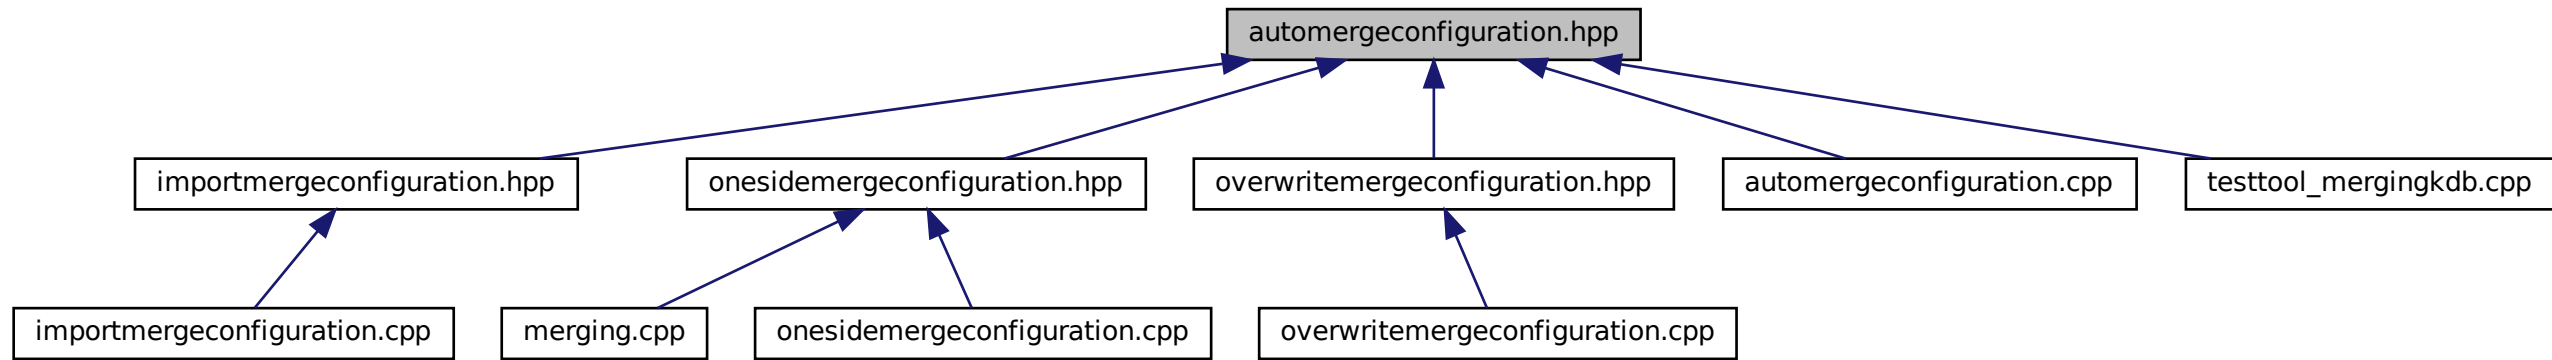 automergeconfiguration.hpp
importmergeconfiguration.hpp
onesidemergeconfiguration.hpp
overwritemergeconfiguration.hpp
automergeconfiguration.cpp
testtool_mergingkdb.cpp
importmergeconfiguration.cpp
merging.cpp
onesidemergeconfiguration.cpp
overwritemergeconfiguration.cpp